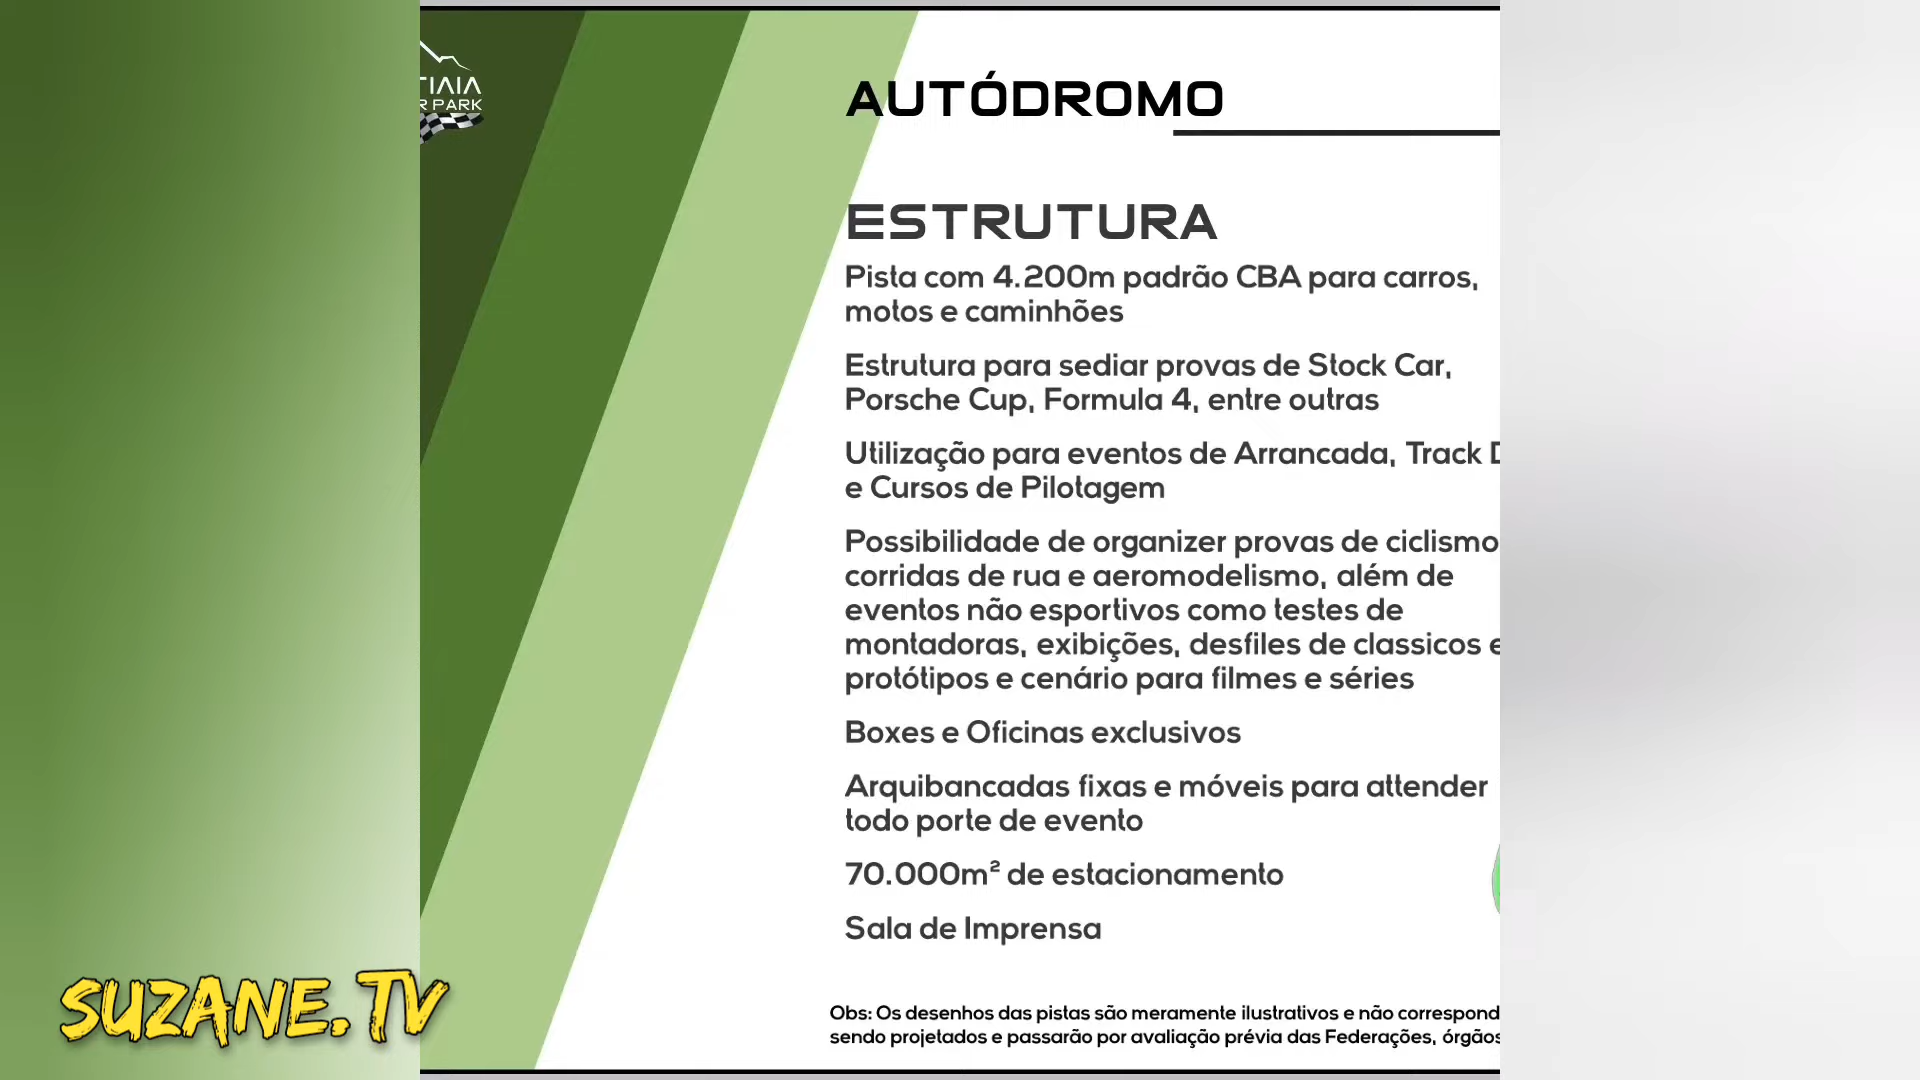 TIAIA
R PARK
AUTÓDROMO
ESTRUTURA
Pista com 4.200m padrão CBA para carros,
motos e caminhões
Estrutura para sediar provas de Stock Car,
Porsche Cup, Formula 4, entre outras
Utilização para eventos de Arrancada, Track
e Cursos de Pilotagem
Possibilidade de organizer provas de ciclismo
corridas de rua e aeromodelismo, além de
eventos não esportivos como testes de
montadoras, exibições, desfiles de classicos e
protótipos e cenário para filmes e séries
Boxes e Oficinas exclusivos
Arquibancadas fixas e móveis para attender
todo porte de evento
70.000m² de estacionamento
Sala de Imprensa
Obs: Os desenhos das pistas são meramente ilustrativos e não correspond
sendo projetados e passarão por avaliação prévia das Federações, órgãos
SUZANE.TV